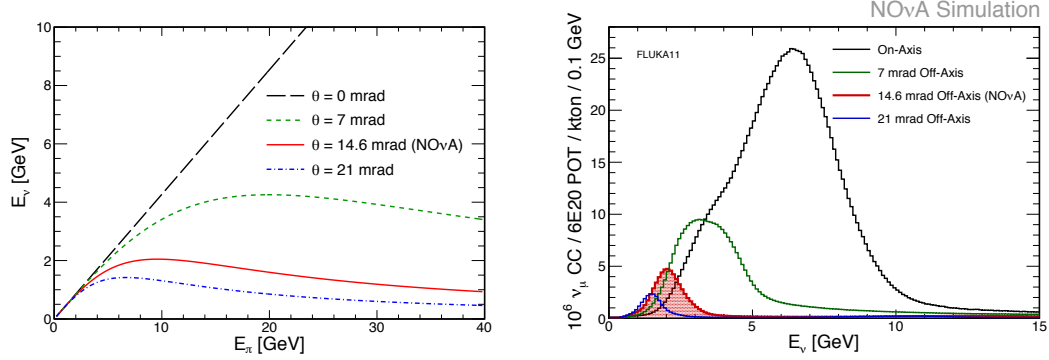 NOνA Simulation
10
8
6
4
2
0
E_ν [GeV]
θ = 0 mrad
θ = 7 mrad
θ = 14.6 mrad (NOνA)
θ = 21 mrad
0 10 20 30 40
E_π [GeV]
25
20
15
10
5
0
10⁶ ν_μ CC / 6E20 POT / kton / 0.1 GeV
FLUKA11
On-Axis
7 mrad Off-Axis
14.6 mrad Off-Axis (NOνA)
21 mrad Off-Axis
0 5 10 15
E_ν [GeV]